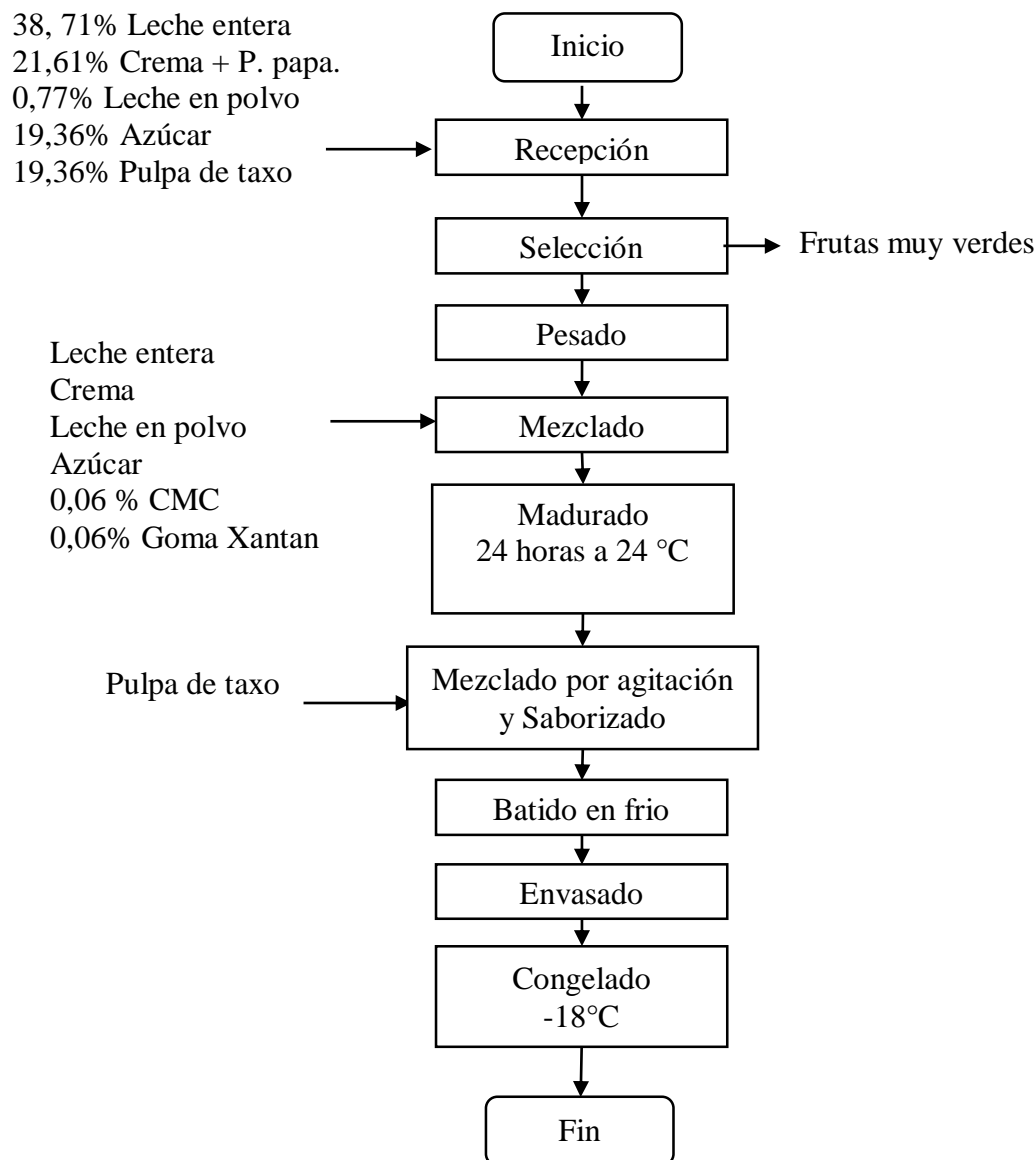 38, 71% Leche entera
21,61% Crema + P. papa.
0,77% Leche en polvo
19,36% Azúcar
19,36% Pulpa de taxo
Inicio
Recepción
Selección
Frutas muy verdes
Pesado
Leche entera
Crema
Leche en polvo
Azúcar
0,06 % CMC
0,06% Goma Xantan
Mezclado
Madurado
24 horas a 24 °C
Pulpa de taxo
Mezclado por agitación
y Saborizado
Batido en frio
Envasado
Congelado
-18°C
Fin